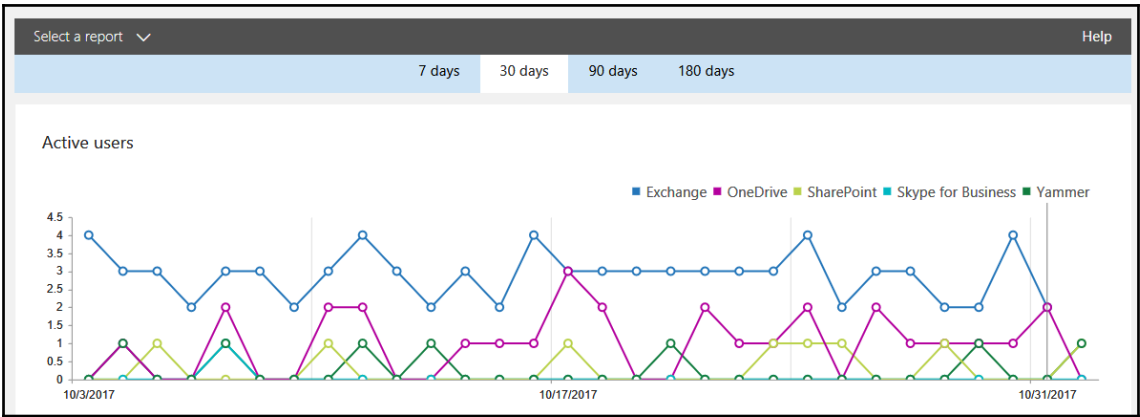 Select a report Help
7 days 30 days 90 days 180 days
Active users
Exchange OneDrive SharePoint Skype for Business Yammer
4.5
4
3.5
3
2.5
2
1.5
1
0.5
0
10/3/2017 10/17/2017 10/31/2017